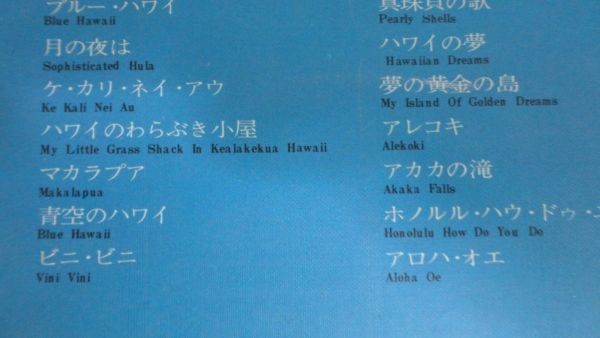 ブルー・ハワイ
Blue Hawaii
月の夜は
Sophisticated Hula
ケ・カリ・ネイ・アウ
Ke Kali Nei Au
ハワイのわらぶき小屋
My Little Grass Shack In Kealakekua Hawaii
マカラプア
Makalapua
青空のハワイ
Blue Hawaii
ビニ・ビニ
Vini Vini
真珠貝の歌
Pearly Shells
ハワイの夢
Hawaiian Dreams
夢の黄金の島
My Island Of Golden Dreams
アレコキ
Alekoki
アカカの滝
Akaka Falls
ホノルル・ハウ・ドゥ・
Honolulu How Do You Do
アロハ・オエ
Aloha Oe